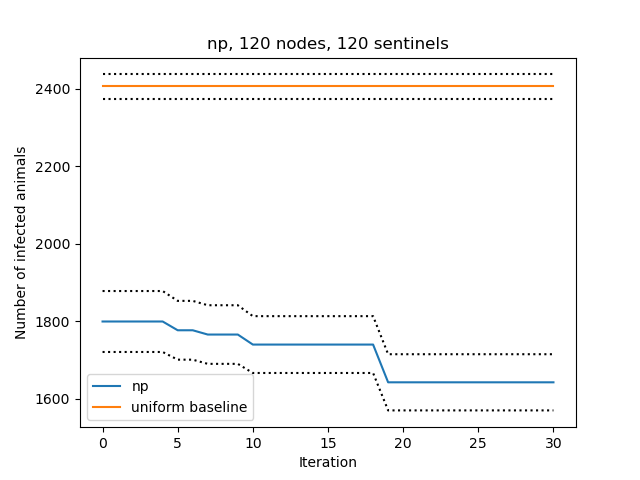 np, 120 nodes, 120 sentinels
Number of infected animals
2400
2200
2000
1800
1600
np
uniform baseline
0 5 10 15 20 25 30
Iteration